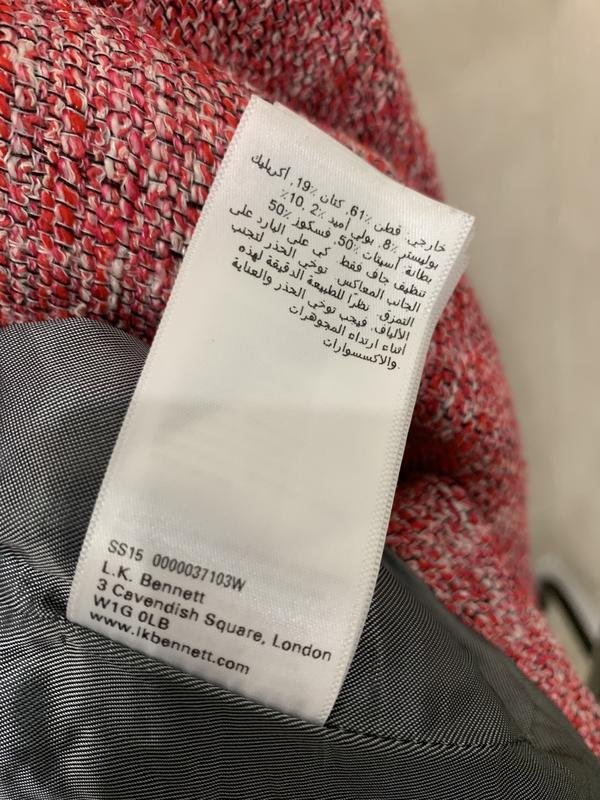 خارجي. قطن ٪61. كتان ٪19. أكريليك
٪10. بوليستر ٪8. بولي أميد ٪2.
بطانة: أسيتات ٪50. فسكوز ٪50
تنظيف جاف فقط. كي على البارد على
الجانب المعاكس. توخي الحذر لتجنب
التمزق. نظرًا للطبيعة الدقيقة لهذه
الألياف. فيجب توخي الحذر والعناية
أثناء ارتداء المجوهرات
والاكسسوارات.
SS15 0000037103W
L.K. Bennett
3 Cavendish Square, London
W1G 0LB
www.lkbennett.com